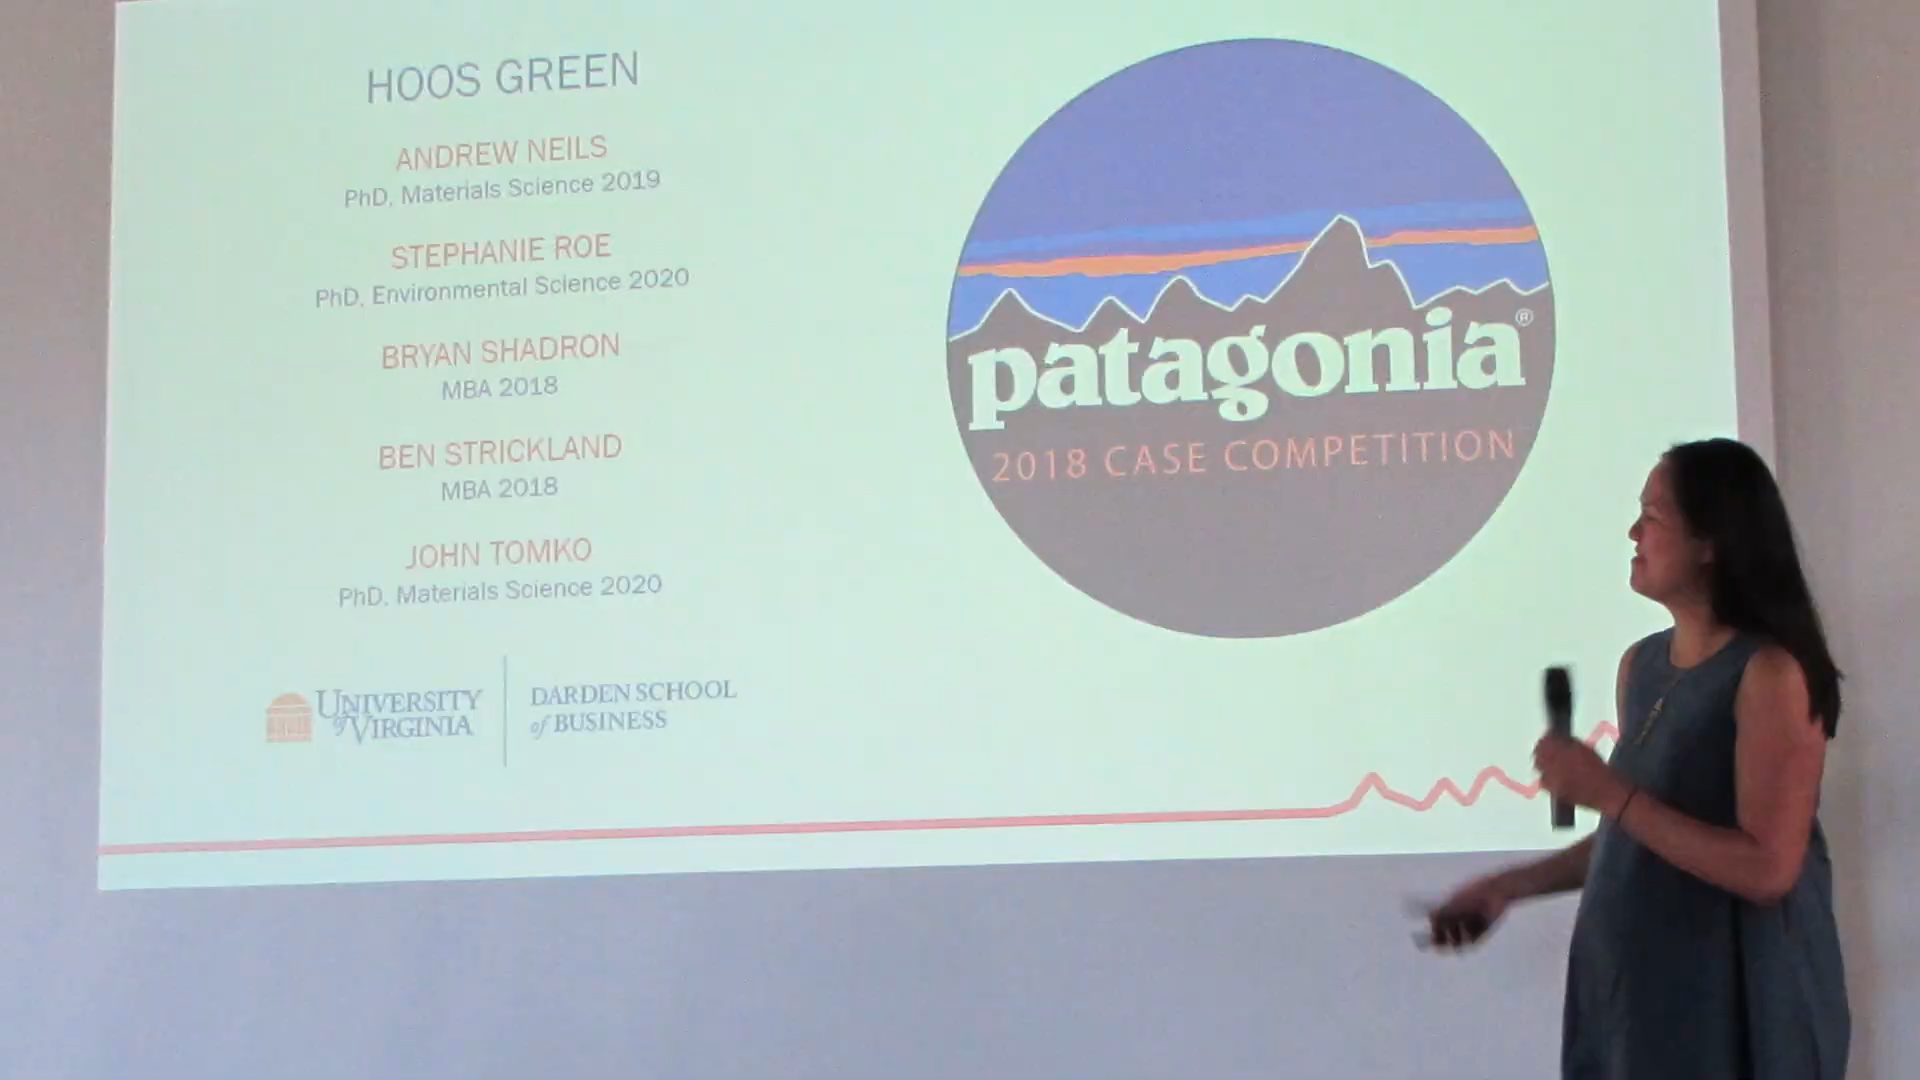 HOOS GREEN
ANDREW NEILS
PhD, Materials Science 2019
STEPHANIE ROE
PhD, Environmental Science 2020
BRYAN SHADRON
MBA 2018
BEN STRICKLAND
MBA 2018
JOHN TOMKO
PhD, Materials Science 2020
UNIVERSITY
of VIRGINIA
DARDEN SCHOOL
of BUSINESS
patagonia®
2018 CASE COMPETITION